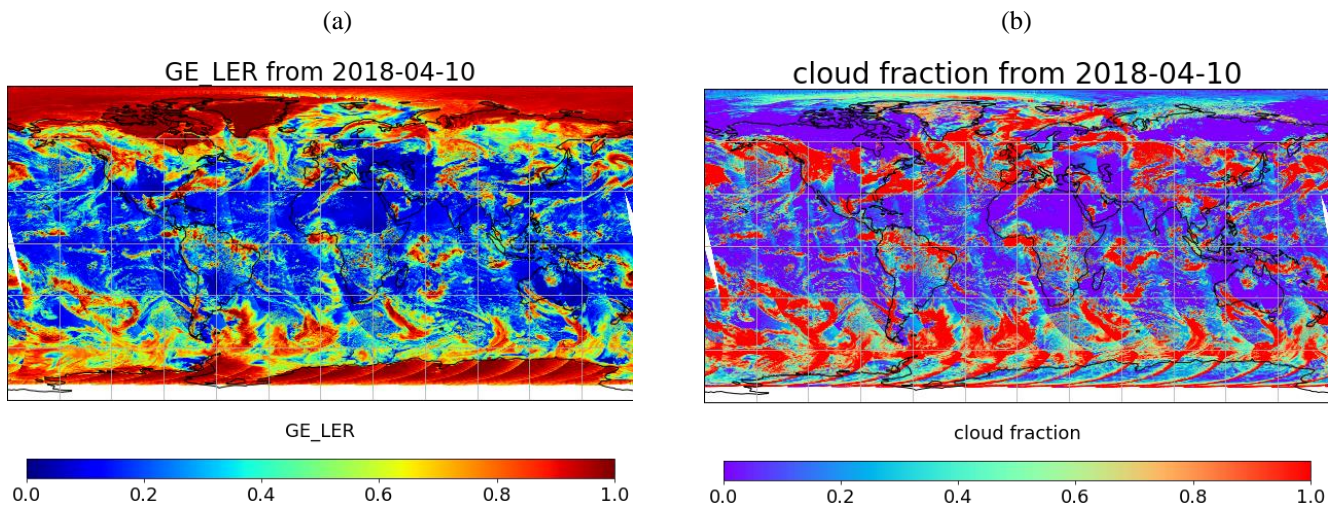 (a)
GE_LER from 2018-04-10
GE_LER
0.0 0.2 0.4 0.6 0.8 1.0
(b)
cloud fraction from 2018-04-10
cloud fraction
0.0 0.2 0.4 0.6 0.8 1.0